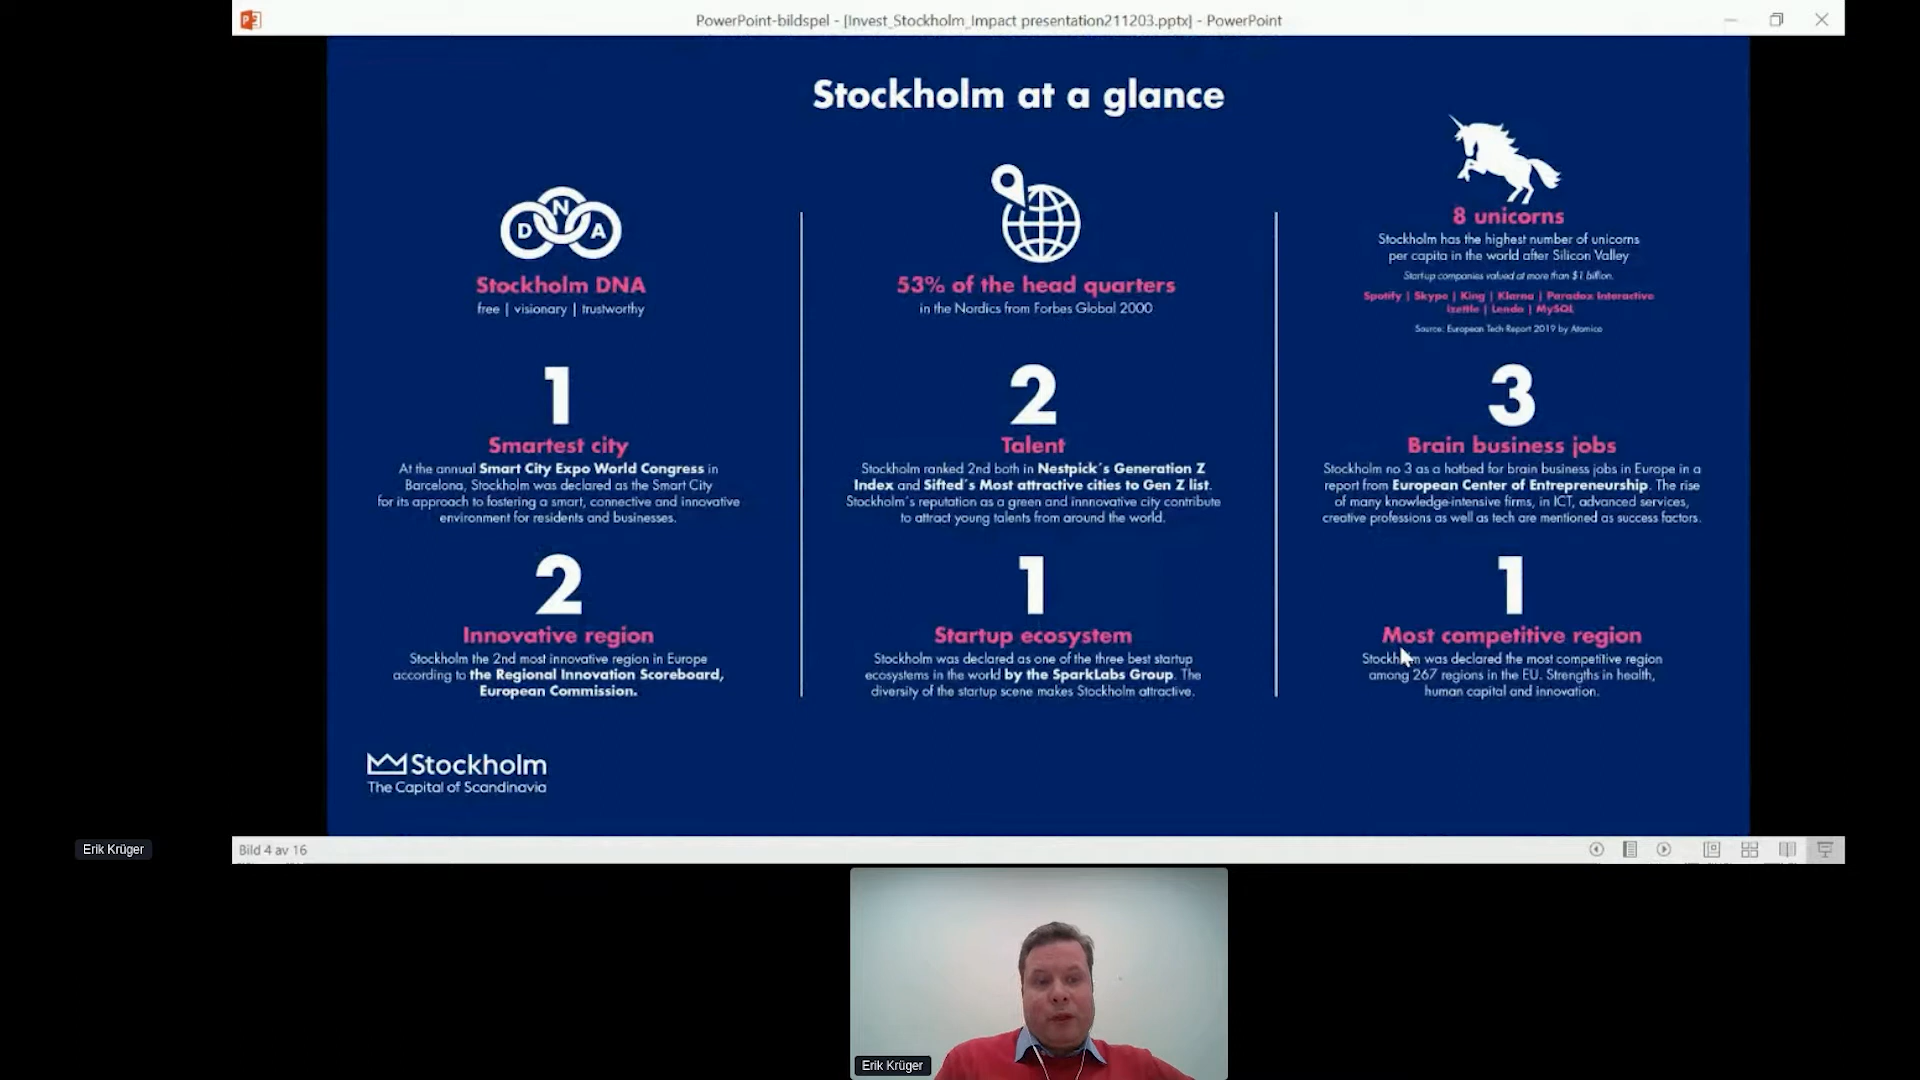 PowerPoint-bildspel - [Invest_Stockholm_Impact presentation211203.pptx] - PowerPoint
Stockholm at a glance
D N A
Stockholm DNA
free | visionary | trustworthy
1
Smartest city
At the annual Smart City Expo World Congress in
Barcelona, Stockholm was declared as the Smart City
for its approach to fostering a smart, connective and innovative
environment for residents and businesses.
2
Innovative region
Stockholm the 2nd most innovative region in Europe
according to the Regional Innovation Scoreboard,
European Commission.
53% of the head quarters
in the Nordics from Forbes Global 2000
2
Talent
Stockholm ranked 2nd both in Nestpick´s Generation Z
Index and Sifted´s Most attractive cities to Gen Z list.
Stockholm´s reputation as a green and innnovative city contribute
to attract young talents from around the world.
1
Startup ecosystem
Stockholm was declared as one of the three best startup
ecosystems in the world by the SparkLabs Group. The
diversity of the startup scene makes Stockholm attractive.
8 unicorns
Stockholm has the highest number of unicorns
per capita in the world after Silicon Valley
Startup companies valued at more than $1 billion.
Spotify | Skype | King | Klarna | Paradox Interactive
Izettle | Lendo | MySQL
Source: European Tech Report 2019 by Atomico
3
Brain business jobs
Stockholm no 3 as a hotbed for brain business jobs in Europe in a
report from European Center of Entrepreneurship. The rise
of many knowledge-intensive firms, in ICT, advanced services,
creative professions as well as tech are mentioned as success factors.
1
Most competitive region
Stockholm was declared the most competitive region
among 267 regions in the EU. Strengths in health,
human capital and innovation.
Stockholm
The Capital of Scandinavia
Erik Krüger
Bild 4 av 16
Erik Krüger